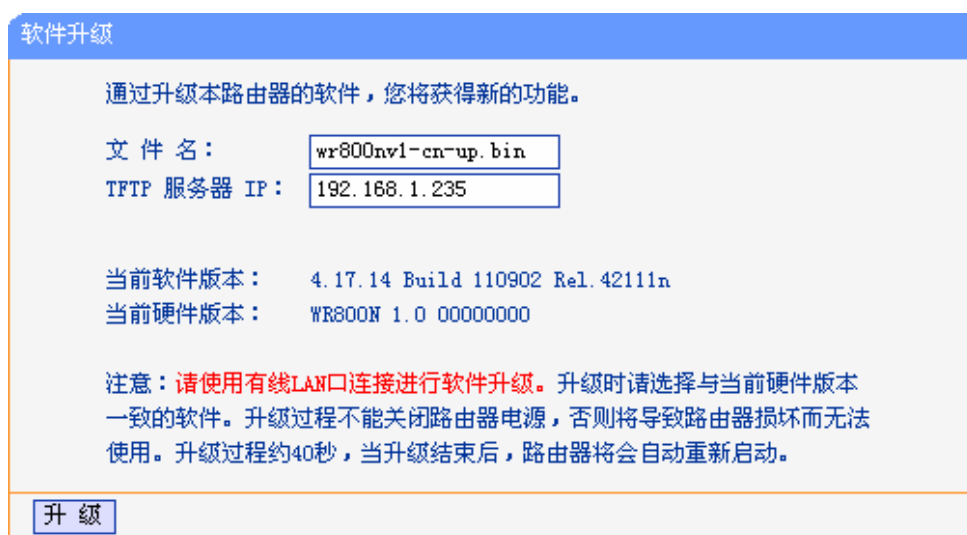 软件升级
通过升级本路由器的软件，您将获得新的功能。
文 件 名： wr800nv1-cn-up.bin
TFTP 服务器 IP： 192.168.1.235
当前软件版本： 4.17.14 Build 110902 Rel.42111n
当前硬件版本： WR800N 1.0 00000000
注意：请使用有线LAN口连接进行软件升级。升级时请选择与当前硬件版本
一致的软件。升级过程不能关闭路由器电源，否则将导致路由器损坏而无法
使用。升级过程约40秒，当升级结束后，路由器将会自动重新启动。
升 级